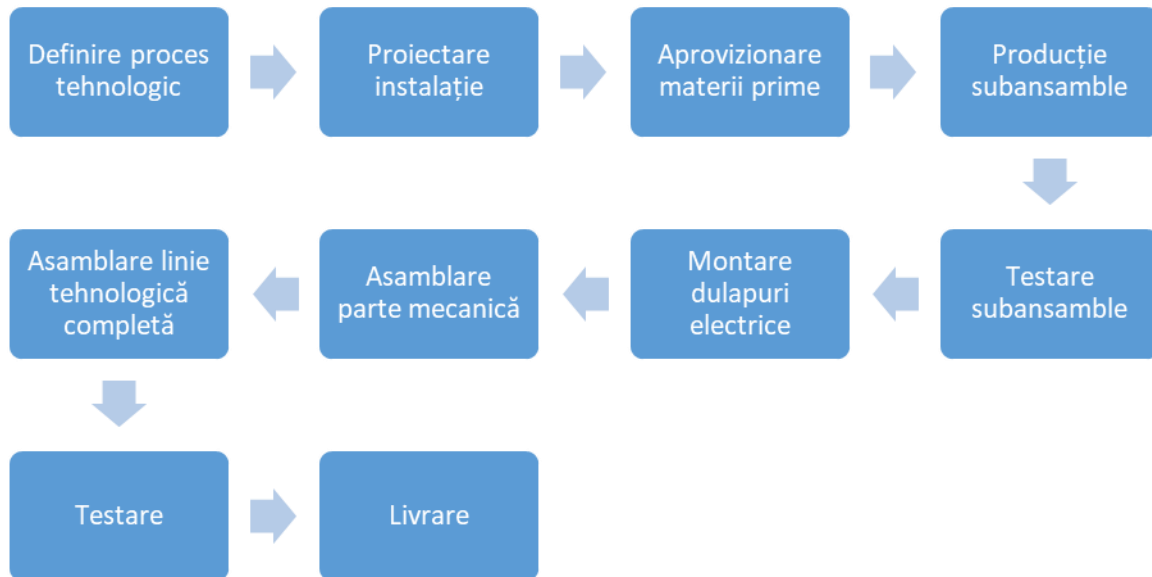 Definire proces
tehnologic
Proiectare
instalație
Aprovizionare
materii prime
Producție
subansamble
Testare
subansamble
Montare
dulapuri
electrice
Asamblare
parte mecanică
Asamblare linie
tehnologică
completă
Testare
Livrare